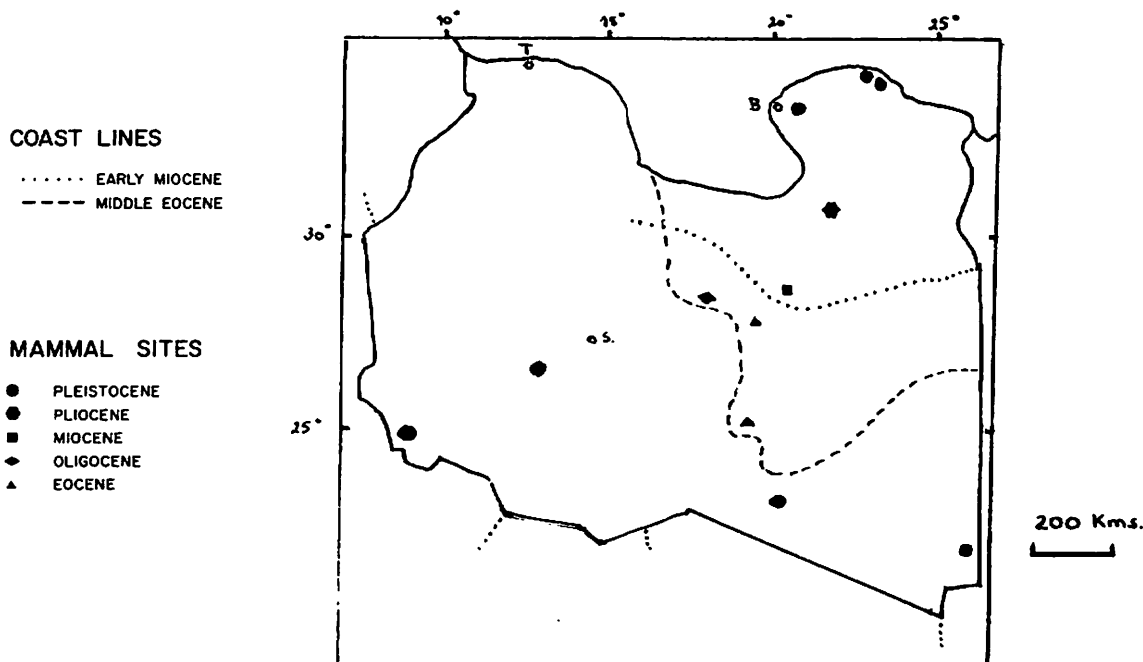 10° 15° 20° 25°
T
B
COAST LINES
EARLY MIOCENE
MIDDLE EOCENE
30°
MAMMAL SITES
S.
PLEISTOCENE
PLIOCENE
MIOCENE
OLIGOCENE
EOCENE
25°
200 Kms.